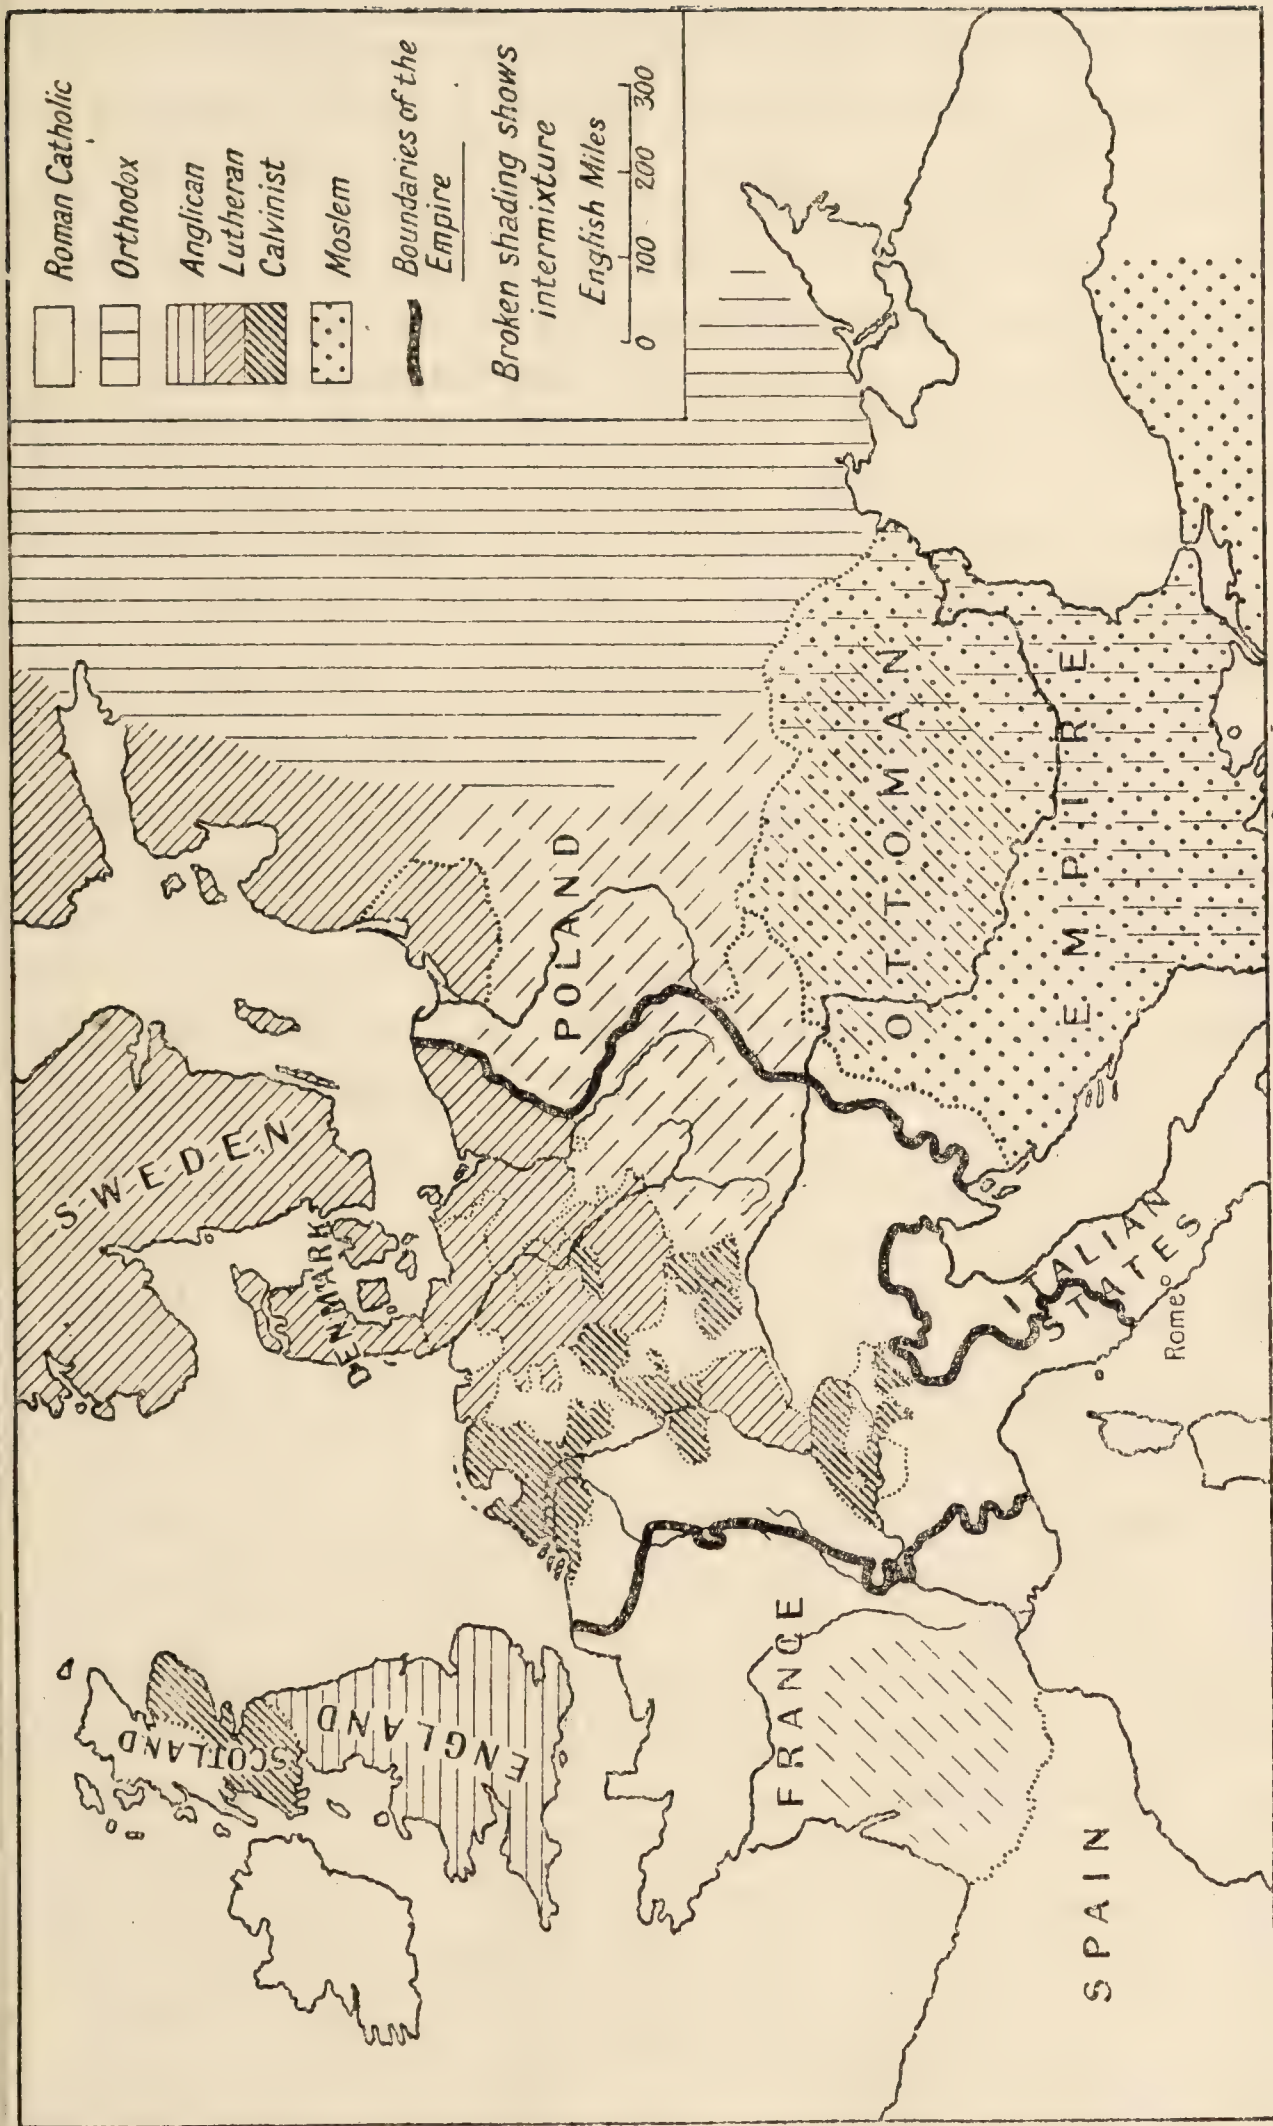 Roman Catholic
Orthodox
Anglican
Lutheran
Calvinist
Moslem
Boundaries of the
Empire
Broken shading shows
intermixture
English Miles
0 100 200 300
SWEDEN
DENMARK
SCOTLAND
ENGLAND
POLAND
FRANCE
OTTOMAN
EMPIRE
ITALIAN
STATES
Rome
SPAIN